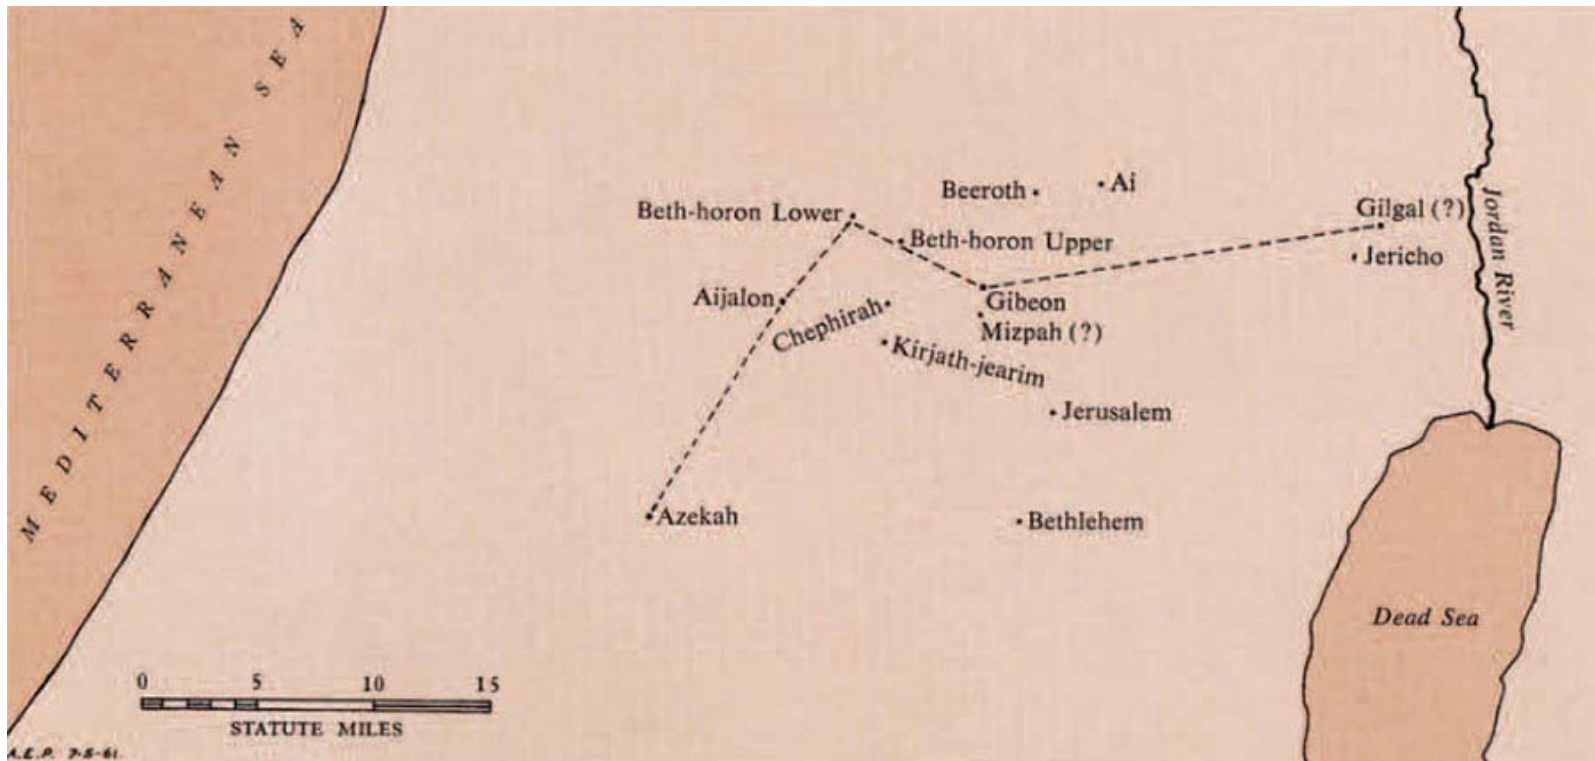 MEDITERRANEAN SEA
Beeroth
Ai
Beth-horon Lower
Gilgal (?)
Jordan River
Beth-horon Upper
Jericho
Aijalon
Gibeon
Chephirah
Mizpah (?)
Kirjath-jearim
Jerusalem
Azekah
Bethlehem
Dead Sea
0 5 10 15
STATUTE MILES
A.E.P. 7-5-61.